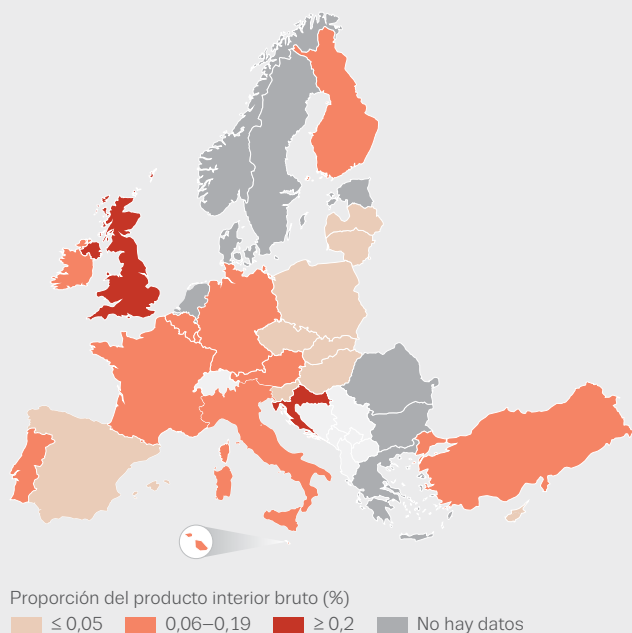 Proporción del producto interior bruto (%)
≤ 0,05 0,06–0,19 ≥ 0,2 No hay datos